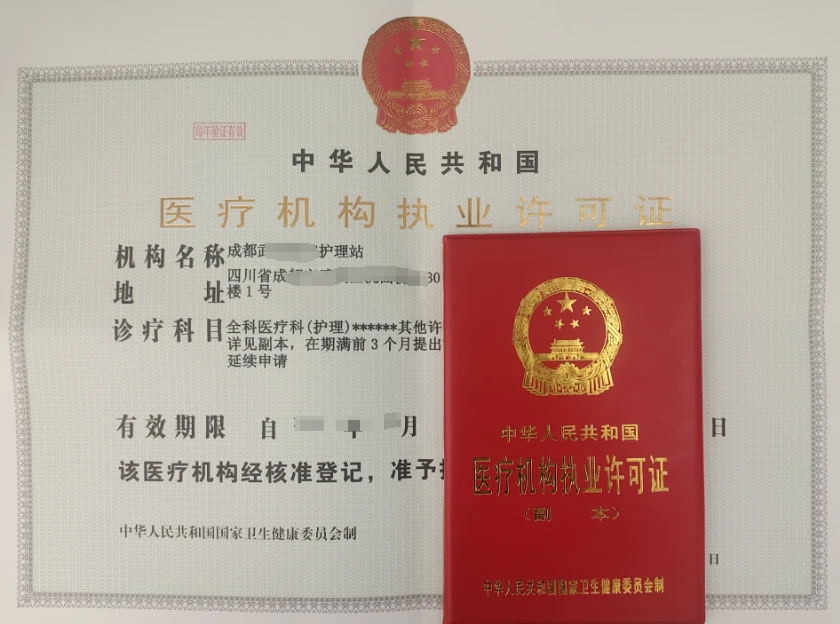 每年验证有效
中华人民共和国
医疗机构执业许可证
机构名称 成都武 护理站
地 址 四川省成 30
楼1号
诊疗科目 全科医疗科(护理)******其他许
详见副本，在期满前3个月提出
延续申请
有效期限 自 年 月 日
该医疗机构经核准登记，准予
中华人民共和国国家卫生健康委员会制
日
中华人民共和国
医疗机构执业许可证
（副 本）
中华人民共和国国家卫生健康委员会制